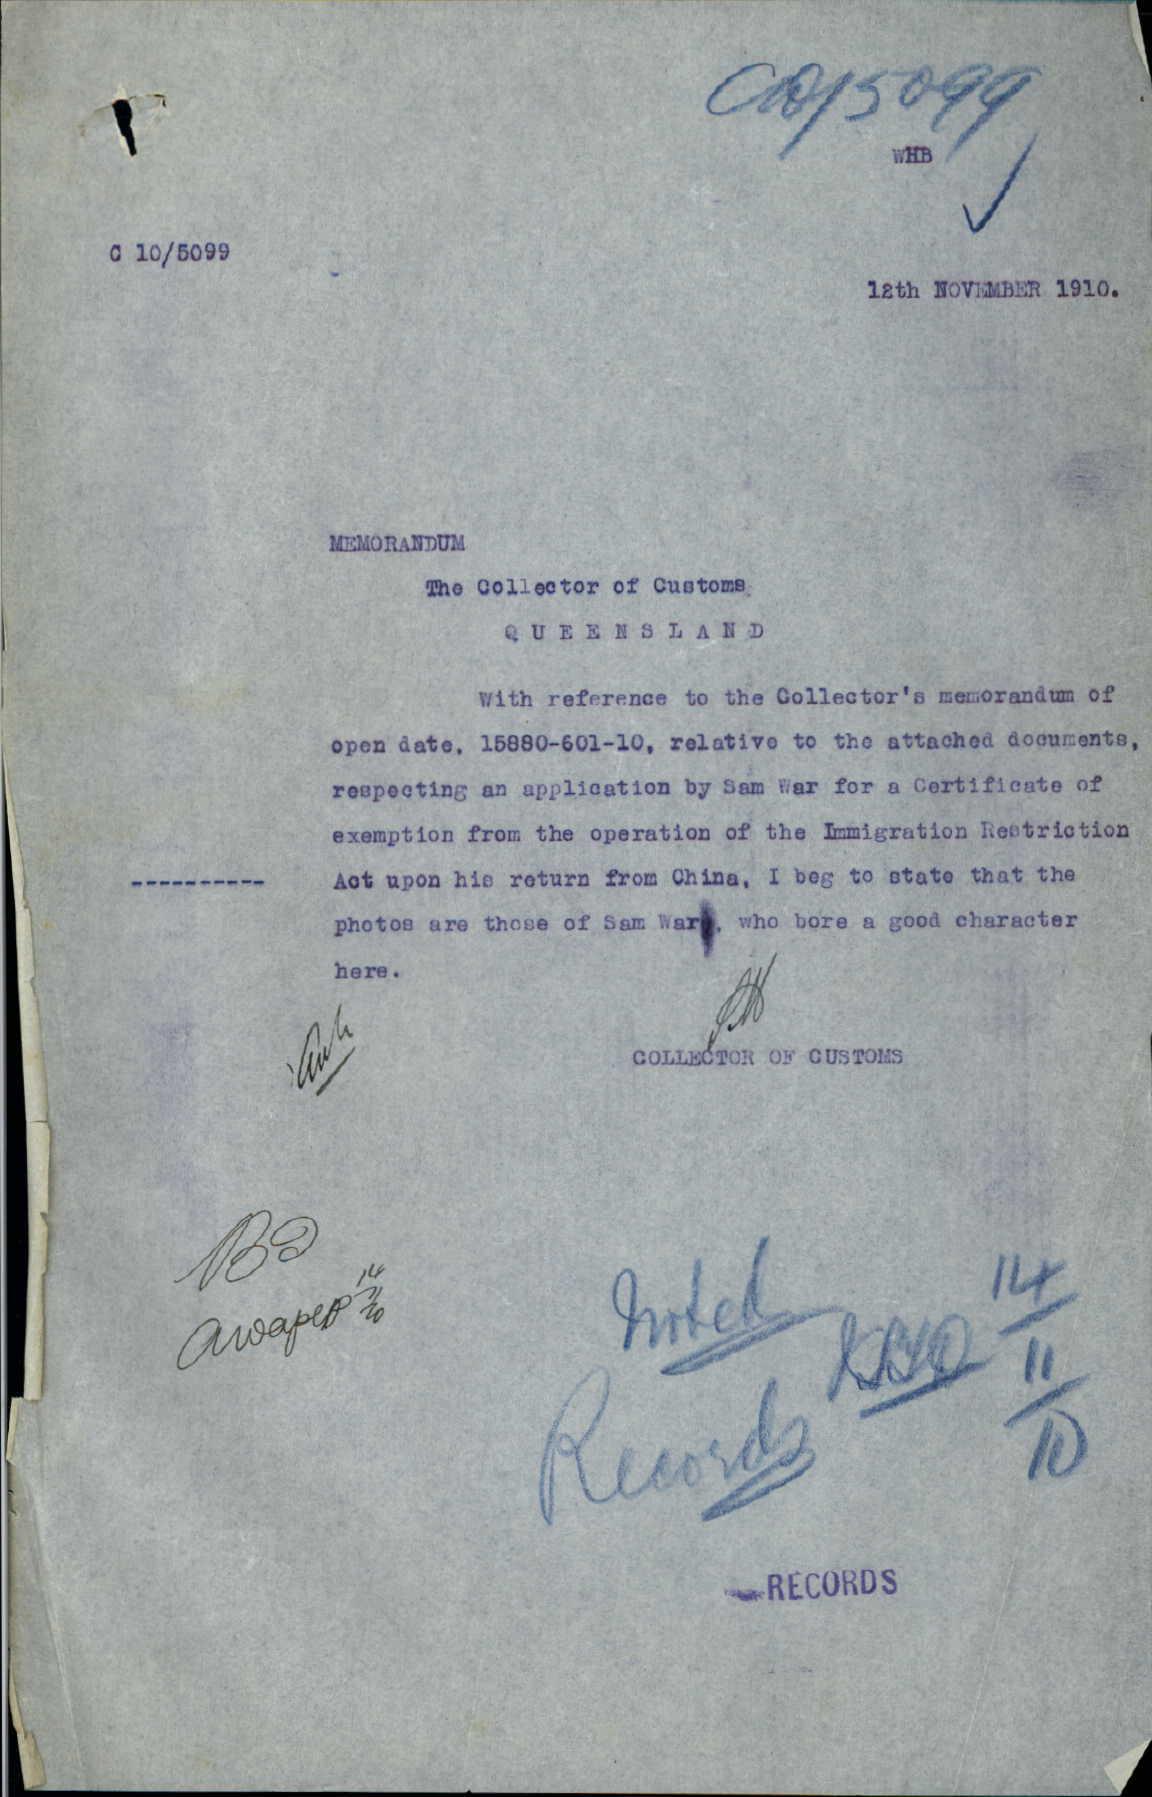 C10/5099
WHB
C 10/5099
12th NOVEMBER 1910.
MEMORANDUM
The Collector of Customs
QUEENSLAND
With reference to the Collector's memorandum of
open date, 15880-601-10, relative to the attached documents,
respecting an application by Sam War for a Certificate of
exemption from the operation of the Immigration Restriction
----------
Act upon his return from China, I beg to state that the
photos are those of Sam War, who bore a good character
here.
COLLECTOR OF CUSTOMS
14
11
10
Noted
14
11
10
Records
RECORDS